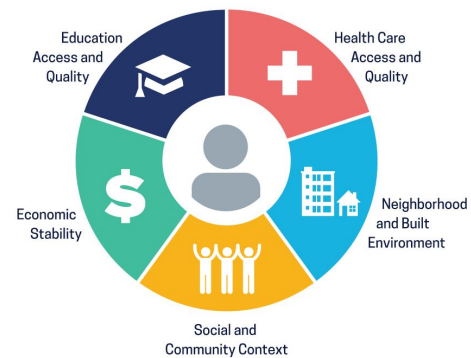 Education
Access and
Quality
Health Care
Access and
Quality
Economic
Stability
Neighborhood
and Built
Environment
Social and
Community Context